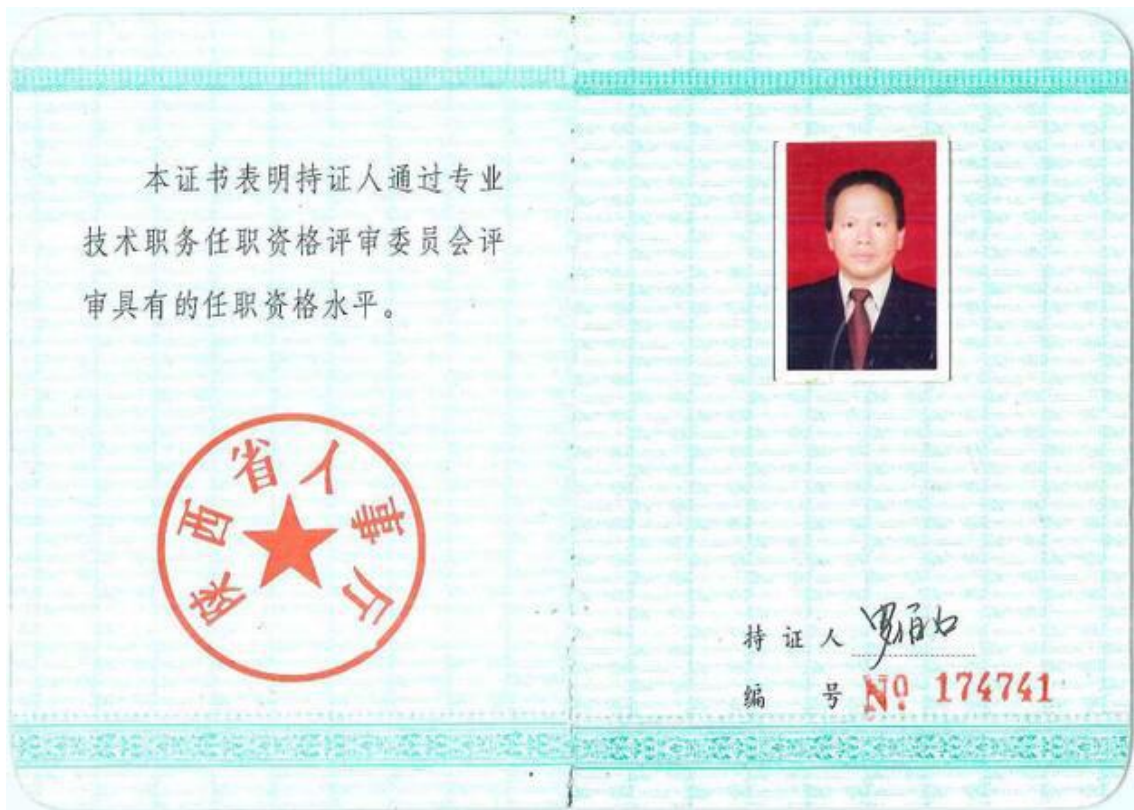 本证书表明持证人通过专业
技术职务任职资格评审委员会评
审具有的任职资格水平。
陕西省人事厅
持证人
编号 No 174741